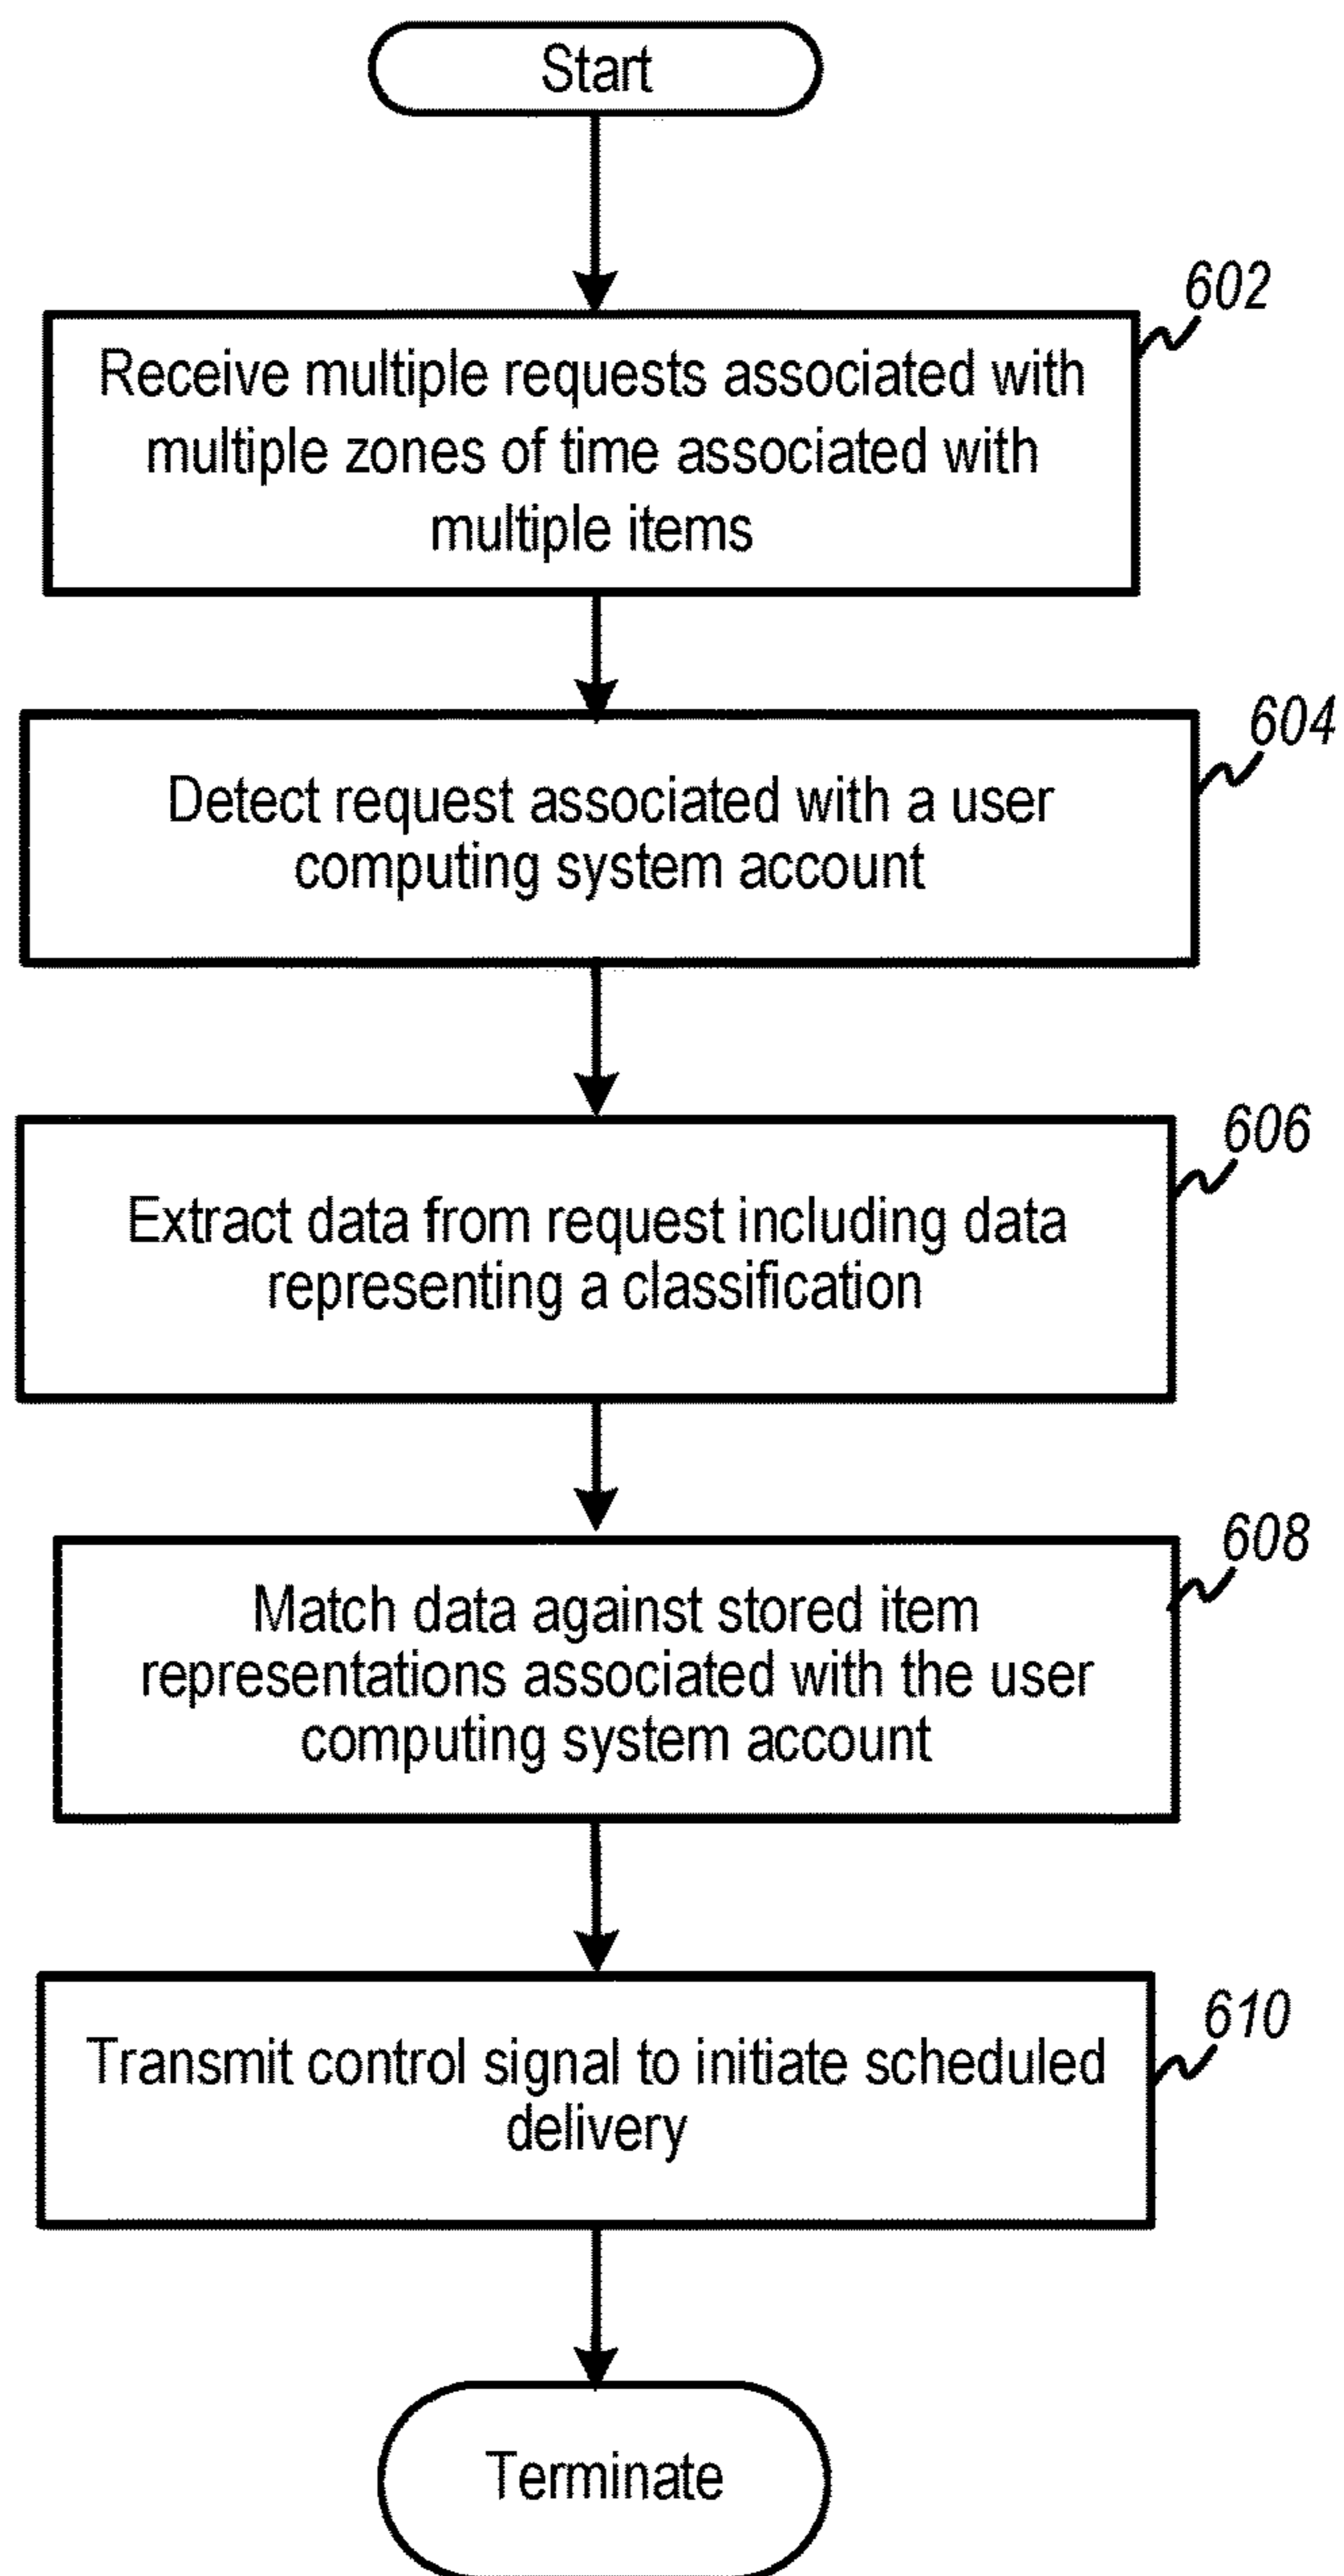 Start
602
Receive multiple requests associated with
multiple zones of time associated with
multiple items
604
Detect request associated with a user
computing system account
606
Extract data from request including data
representing a classification
608
Match data against stored item
representations associated with the user
computing system account
610
Transmit control signal to initiate scheduled
delivery
Terminate